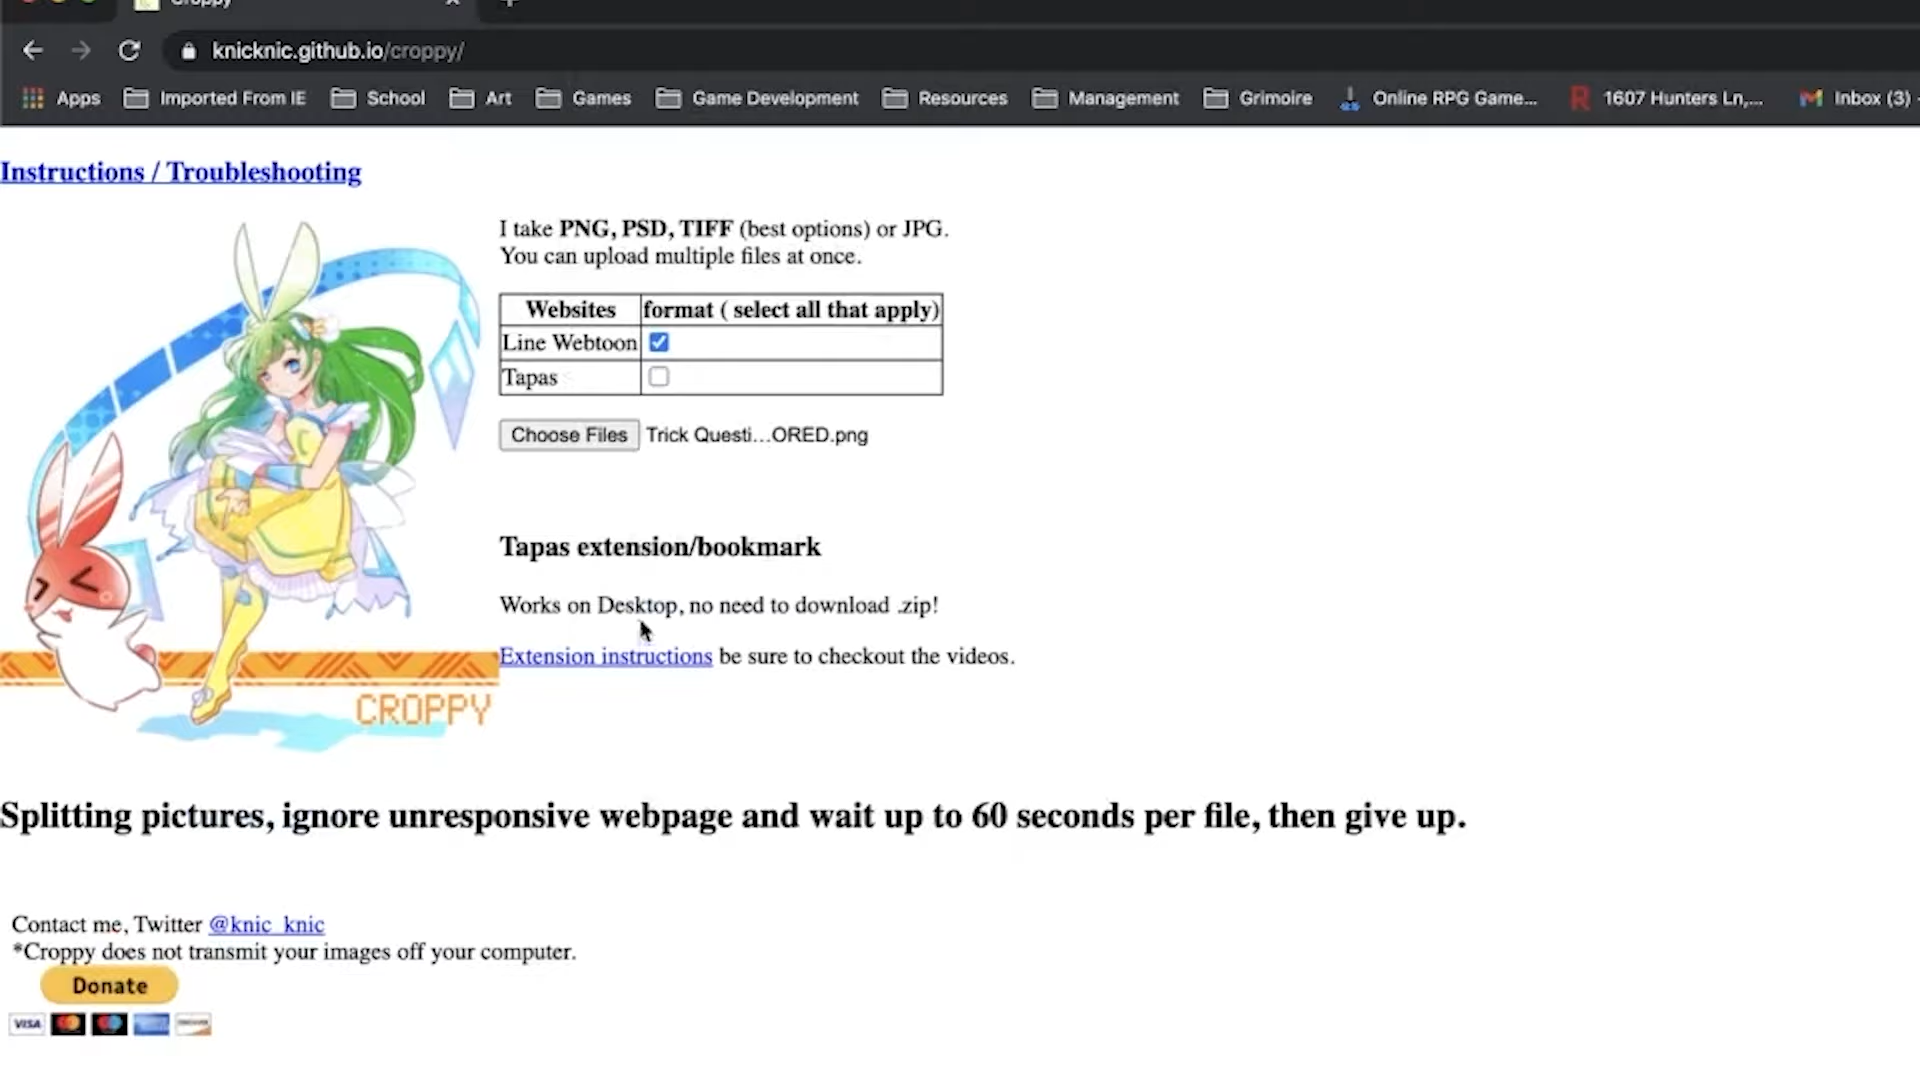 Croppy
knicknic.github.io/croppy/
Apps Imported From IE School Art Games Game Development Resources Management Grimoire Online RPG Game... 1607 Hunters Ln,... Inbox (3)
Instructions / Troubleshooting
I take PNG, PSD, TIFF (best options) or JPG.
You can upload multiple files at once.
Websites format ( select all that apply)
Line Webtoon
Tapas
Choose Files Trick Questi...ORED.png
Tapas extension/bookmark
Works on Desktop, no need to download .zip!
Extension instructions be sure to checkout the videos.
CROPPY
Splitting pictures, ignore unresponsive webpage and wait up to 60 seconds per file, then give up.
Contact me, Twitter @knic_knic
*Croppy does not transmit your images off your computer.
Donate
VISA